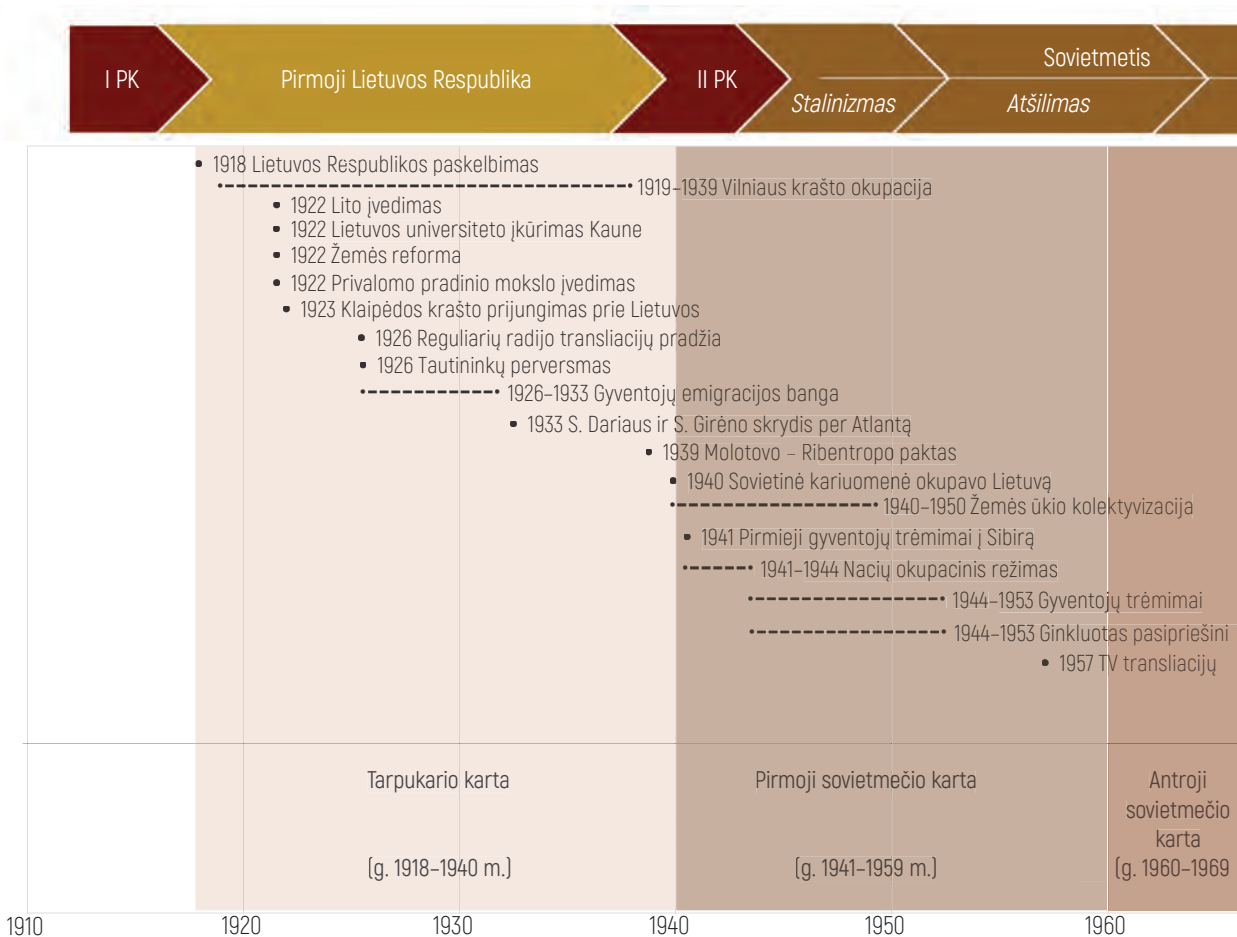 I PK
Pirmoji Lietuvos Respublika
II PK
Sovietmetis
Stalinizmas
Atšilimas
1918 Lietuvos Respublikos paskelbimas
1919–1939 Vilniaus krašto okupacija
1922 Lito įvedimas
1922 Lietuvos universiteto įkūrimas Kaune
1922 Žemės reforma
1922 Privalomo pradinio mokslo įvedimas
1923 Klaipėdos krašto prijungimas prie Lietuvos
1926 Reguliarių radijo transliacijų pradžia
1926 Tautininkų perversmas
1926–1933 Gyventojų emigracijos banga
1933 S. Dariaus ir S. Girėno skrydis per Atlantą
1939 Molotovo – Ribentropo paktas
1940 Sovietinė kariuomenė okupavo Lietuvą
1940–1950 Žemės ūkio kolektyvizacija
1941 Pirmieji gyventojų trėmimai į Sibirą
1941–1944 Nacių okupacinis režimas
1944–1953 Gyventojų trėmimai
1944–1953 Ginkluotas pasipriešini
1957 TV transliacijų
Tarpukario karta
(g. 1918–1940 m.)
Pirmoji sovietmečio karta
(g. 1941–1959 m.)
Antroji
sovietmečio
karta
(g. 1960–1969
1910 1920 1930 1940 1950 1960